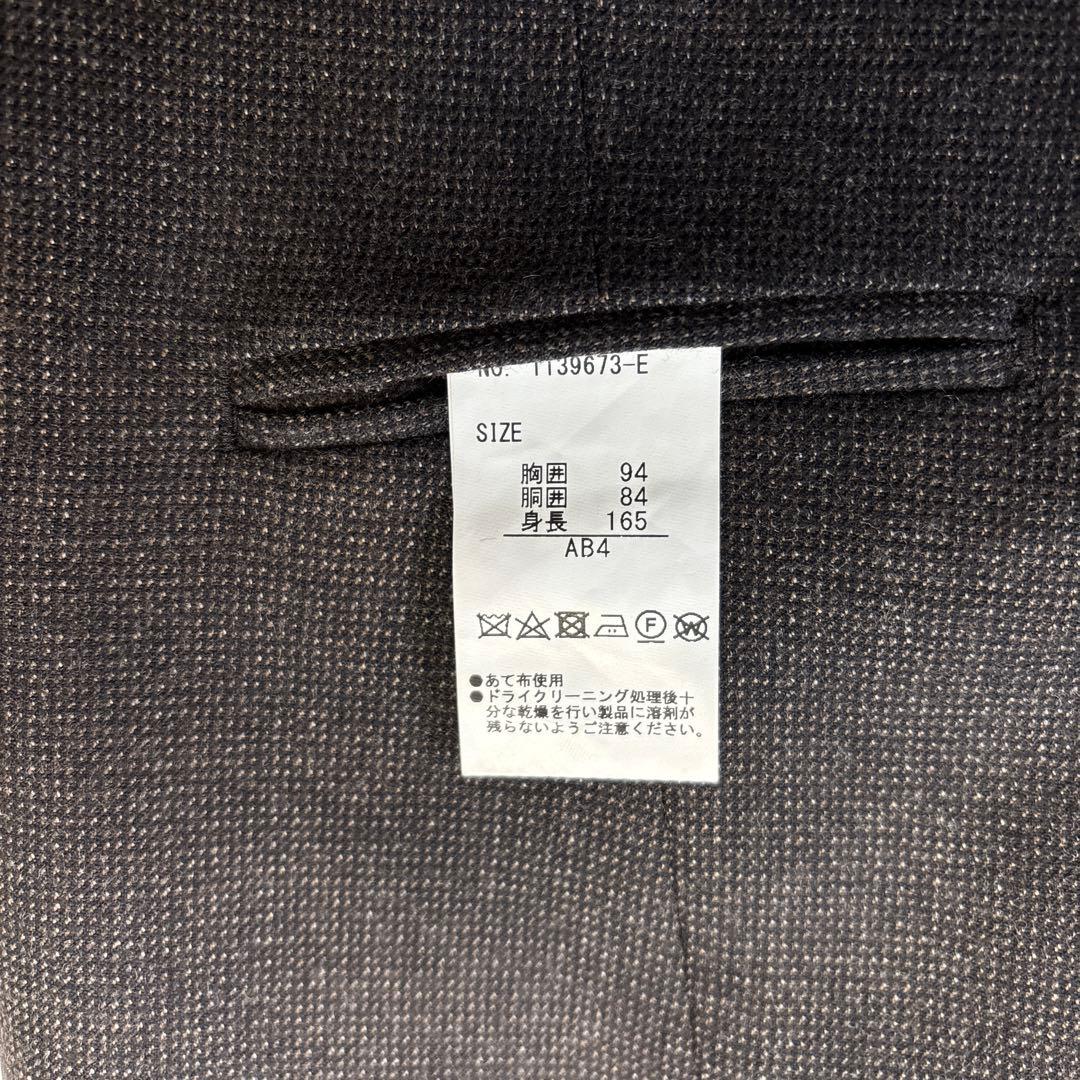 NO. 1139673-E
SIZE
胸囲 94
胴囲 84
身長 165
AB4
F W
●あて布使用
●ドライクリーニング処理後十
分な乾燥を行い製品に溶剤が
残らないようご注意ください。